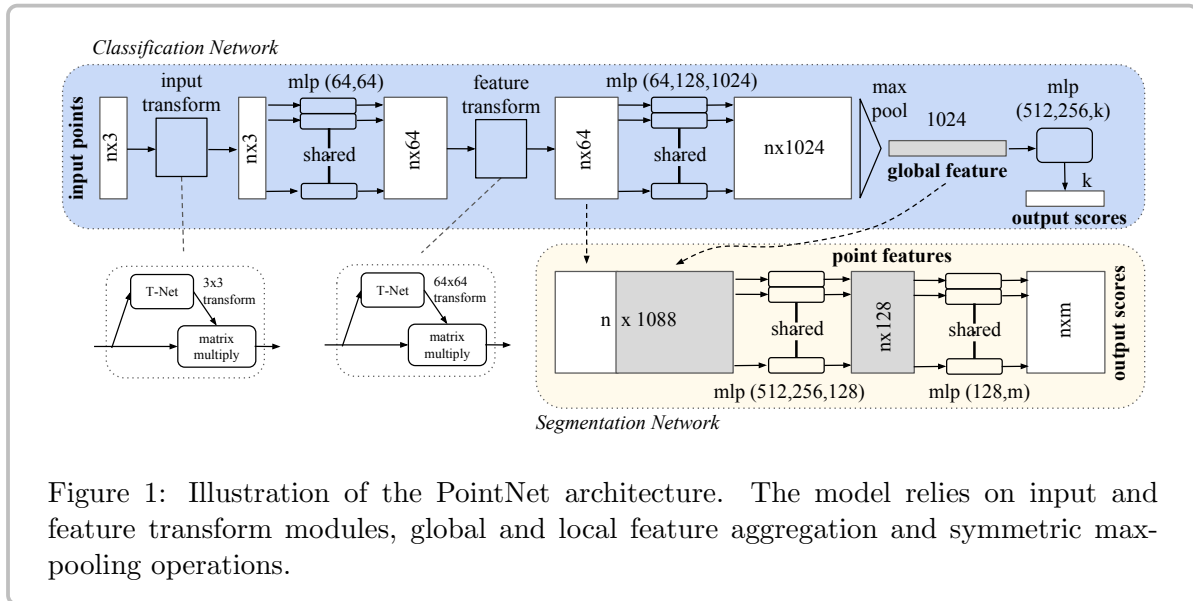 Classification Network
input points
nx3
input
transform
nx3
mlp (64,64)
shared
nx64
feature
transform
nx64
mlp (64,128,1024)
shared
nx1024
max
pool
1024
global feature
mlp
(512,256,k)
k
output scores
T-Net
3x3
transform
matrix
multiply
T-Net
64x64
transform
matrix
multiply
point features
n x 1088
shared
mlp (512,256,128)
nx128
shared
mlp (128,m)
nxm
output scores
Segmentation Network
Figure 1: Illustration of the PointNet architecture. The model relies on input and
feature transform modules, global and local feature aggregation and symmetric max-
pooling operations.